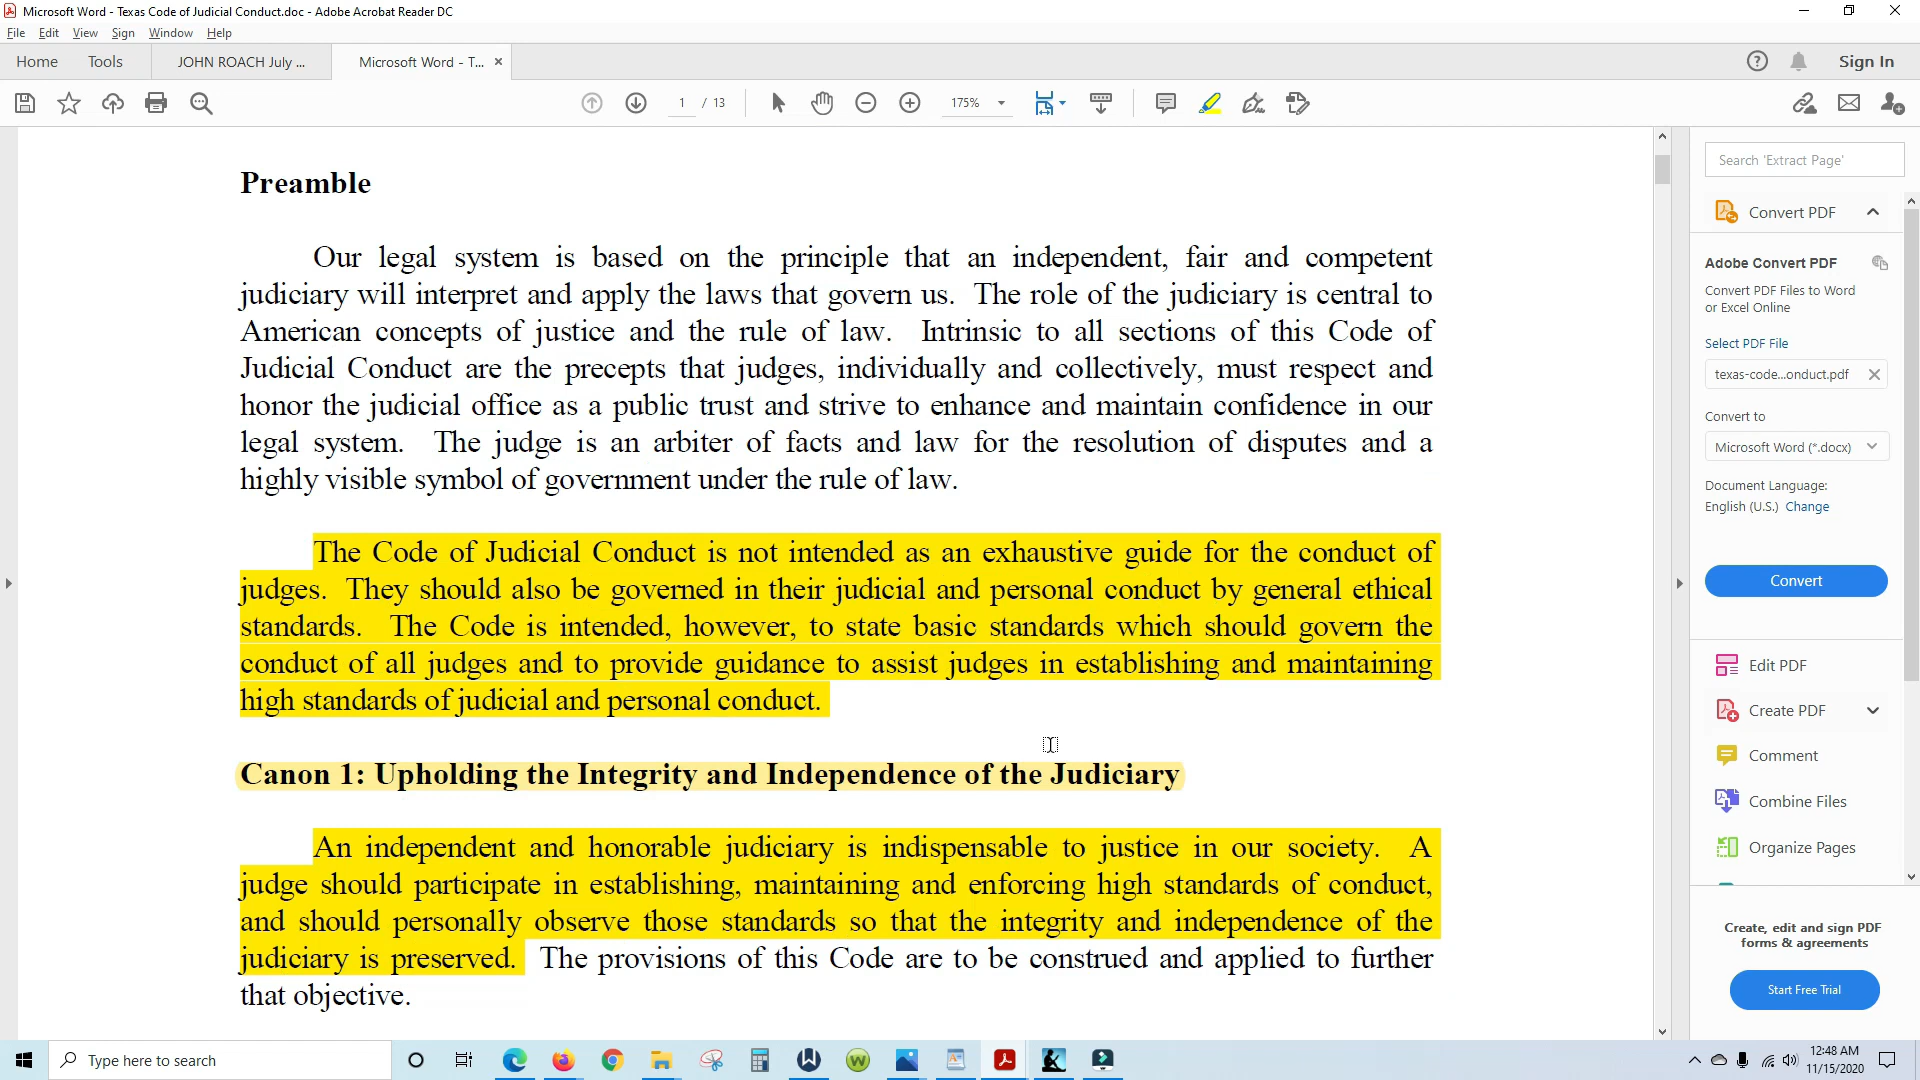 Microsoft Word - Texas Code of Judicial Conduct.doc - Adobe Acrobat Reader DC
File Edit View Sign Window Help
Home Tools JOHN ROACH July ... Microsoft Word - T... Sign In
1 / 13 175%
Preamble
Our legal system is based on the principle that an independent, fair and competent
judiciary will interpret and apply the laws that govern us. The role of the judiciary is central to
American concepts of justice and the rule of law. Intrinsic to all sections of this Code of
Judicial Conduct are the precepts that judges, individually and collectively, must respect and
honor the judicial office as a public trust and strive to enhance and maintain confidence in our
legal system. The judge is an arbiter of facts and law for the resolution of disputes and a
highly visible symbol of government under the rule of law.
The Code of Judicial Conduct is not intended as an exhaustive guide for the conduct of
judges. They should also be governed in their judicial and personal conduct by general ethical
standards. The Code is intended, however, to state basic standards which should govern the
conduct of all judges and to provide guidance to assist judges in establishing and maintaining
high standards of judicial and personal conduct.
Canon 1: Upholding the Integrity and Independence of the Judiciary
An independent and honorable judiciary is indispensable to justice in our society. A
judge should participate in establishing, maintaining and enforcing high standards of conduct,
and should personally observe those standards so that the integrity and independence of the
judiciary is preserved. The provisions of this Code are to be construed and applied to further
that objective.
Search 'Extract Page'
Convert PDF
Adobe Convert PDF
Convert PDF Files to Word
or Excel Online
Select PDF File
texas-code...onduct.pdf
Convert to
Microsoft Word (*.docx)
Document Language:
English (U.S.) Change
Convert
Edit PDF
Create PDF
Comment
Combine Files
Organize Pages
Create, edit and sign PDF
forms & agreements
Start Free Trial
Type here to search
12:48 AM
11/15/2020